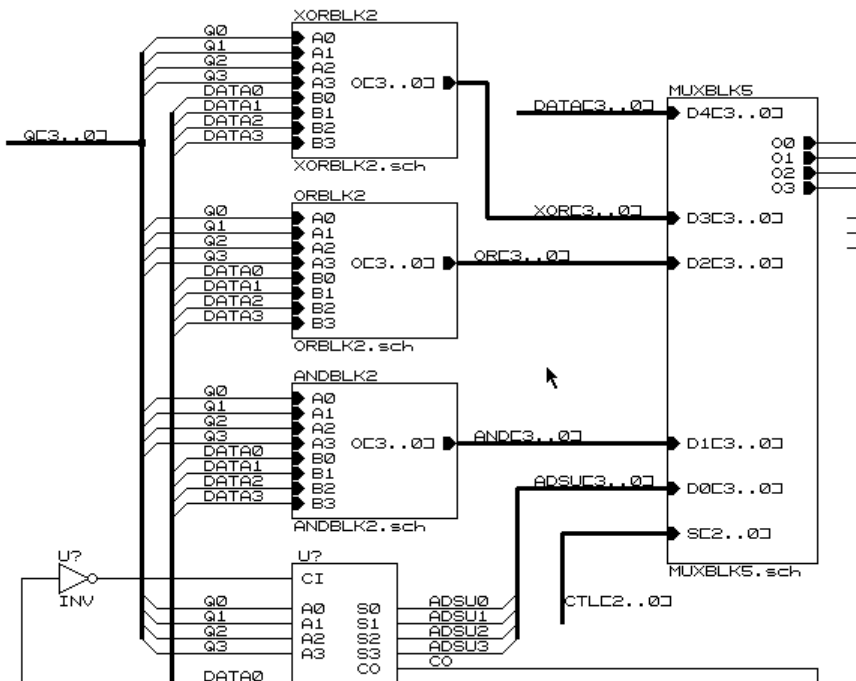 XORBLK2
Q0
Q1
Q2
Q3
DATA0
DATA1
DATA2
DATA3
A0
A1
A2
A3
B0
B1
B2
B3
O[3..0]
XORBLK2.sch
Q[3..0]
MUXBLK5
DATA[3..0]
D4[3..0]
O0
O1
O2
O3
XOR[3..0]
D3[3..0]
OR[3..0]
D2[3..0]
AND[3..0]
D1[3..0]
ADSU[3..0]
D0[3..0]
S[2..0]
MUXBLK5.sch
CTL[2..0]
ORBLK2
Q0
Q1
Q2
Q3
DATA0
DATA1
DATA2
DATA3
A0
A1
A2
A3
B0
B1
B2
B3
O[3..0]
ORBLK2.sch
ANDBLK2
Q0
Q1
Q2
Q3
DATA0
DATA1
DATA2
DATA3
A0
A1
A2
A3
B0
B1
B2
B3
O[3..0]
ANDBLK2.sch
U?
INV
U?
CI
Q0
Q1
Q2
Q3
DATA0
A0
A1
A2
A3
S0
S1
S2
S3
CO
ADSU0
ADSU1
ADSU2
ADSU3
CO